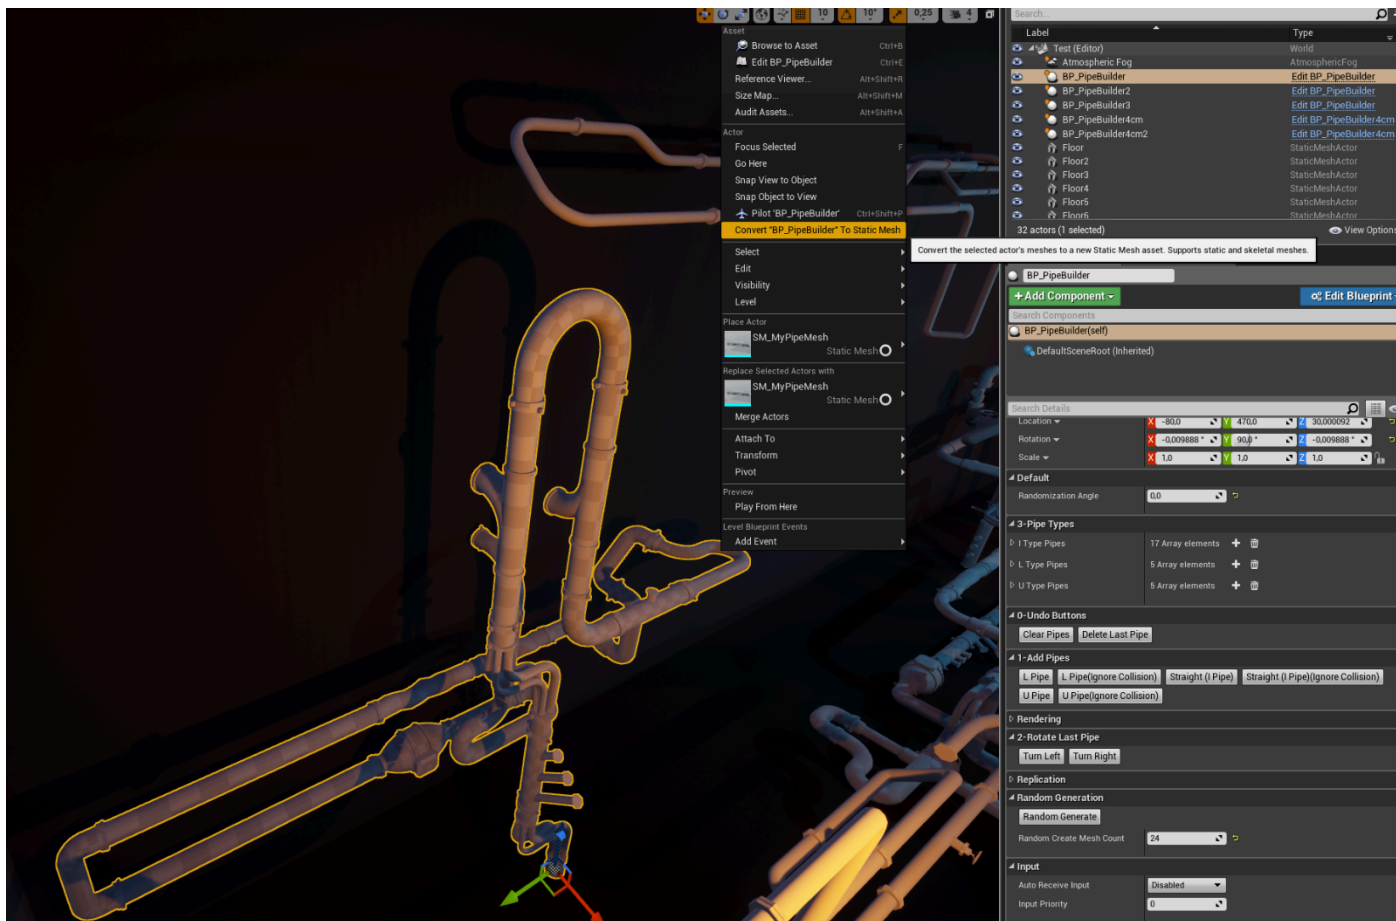 10
10°
0,25
4
Asset
Browse to Asset Ctrl+B
Edit BP_PipeBuilder Ctrl+E
Reference Viewer... Alt+Shift+R
Size Map... Alt+Shift+M
Audit Assets... Alt+Shift+A
Actor
Focus Selected F
Go Here
Snap View to Object
Snap Object to View
Pilot 'BP_PipeBuilder' Ctrl+Shift+P
Convert "BP_PipeBuilder" To Static Mesh
Select
Edit
Visibility
Level
Place Actor
SM_MyPipeMesh
Static Mesh
Replace Selected Actors with
SM_MyPipeMesh
Static Mesh
Merge Actors
Attach To
Transform
Pivot
Preview
Play From Here
Level Blueprint Events
Add Event
Convert the selected actor's meshes to a new Static Mesh asset. Supports static and skeletal meshes.
Search...
Label Type
Test (Editor) World
Atmospheric Fog AtmosphericFog
BP_PipeBuilder Edit BP_PipeBuilder
BP_PipeBuilder2 Edit BP_PipeBuilder
BP_PipeBuilder3 Edit BP_PipeBuilder
BP_PipeBuilder4cm Edit BP_PipeBuilder4cm
BP_PipeBuilder4cm2 Edit BP_PipeBuilder4cm
Floor StaticMeshActor
Floor2 StaticMeshActor
Floor3 StaticMeshActor
Floor4 StaticMeshActor
Floor5 StaticMeshActor
Floor6 StaticMeshActor
32 actors (1 selected) View Options
BP_PipeBuilder
+Add Component Edit Blueprint
Search Components
BP_PipeBuilder(self)
DefaultSceneRoot (Inherited)
Search Details
Location X -80,0 Y 470,0 Z 30,000092
Rotation X -0,009888 ° Y 90,0 ° Z -0,009888 °
Scale X 1,0 Y 1,0 Z 1,0
Default
Randomization Angle 0,0
3-Pipe Types
I Type Pipes 17 Array elements
L Type Pipes 5 Array elements
U Type Pipes 5 Array elements
0-Undo Buttons
Clear Pipes Delete Last Pipe
1-Add Pipes
L Pipe L Pipe(Ignore Collision) Straight (I Pipe) Straight (I Pipe)(Ignore Collision)
U Pipe U Pipe(Ignore Collision)
Rendering
2-Rotate Last Pipe
Turn Left Turn Right
Replication
Random Generation
Random Generate
Random Create Mesh Count 24
Input
Auto Receive Input Disabled
Input Priority 0